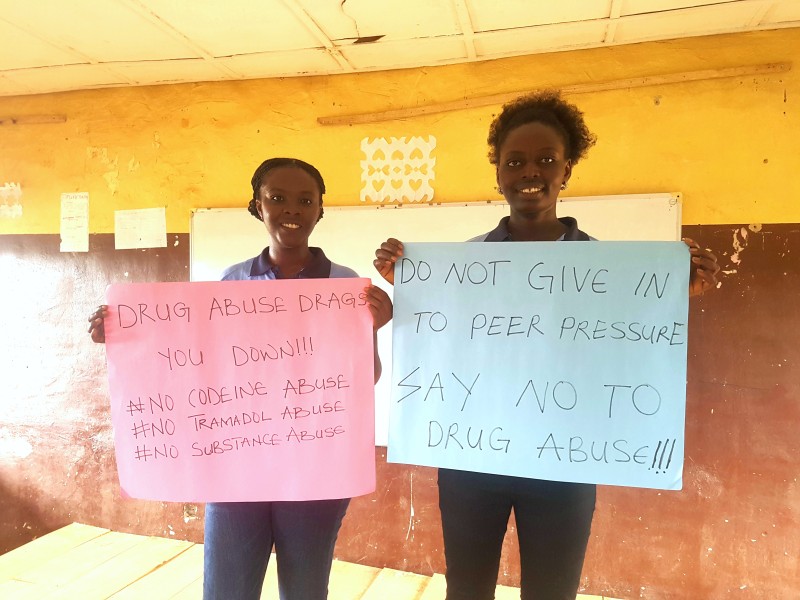 DRUG ABUSE DRAGS
YOU DOWN!!!
#NO CODEINE ABUSE
#NO TRAMADOL ABUSE
#NO SUBSTANCE ABUSE
DO NOT GIVE IN
TO PEER PRESSURE
SAY NO TO
DRUG ABUSE!!!